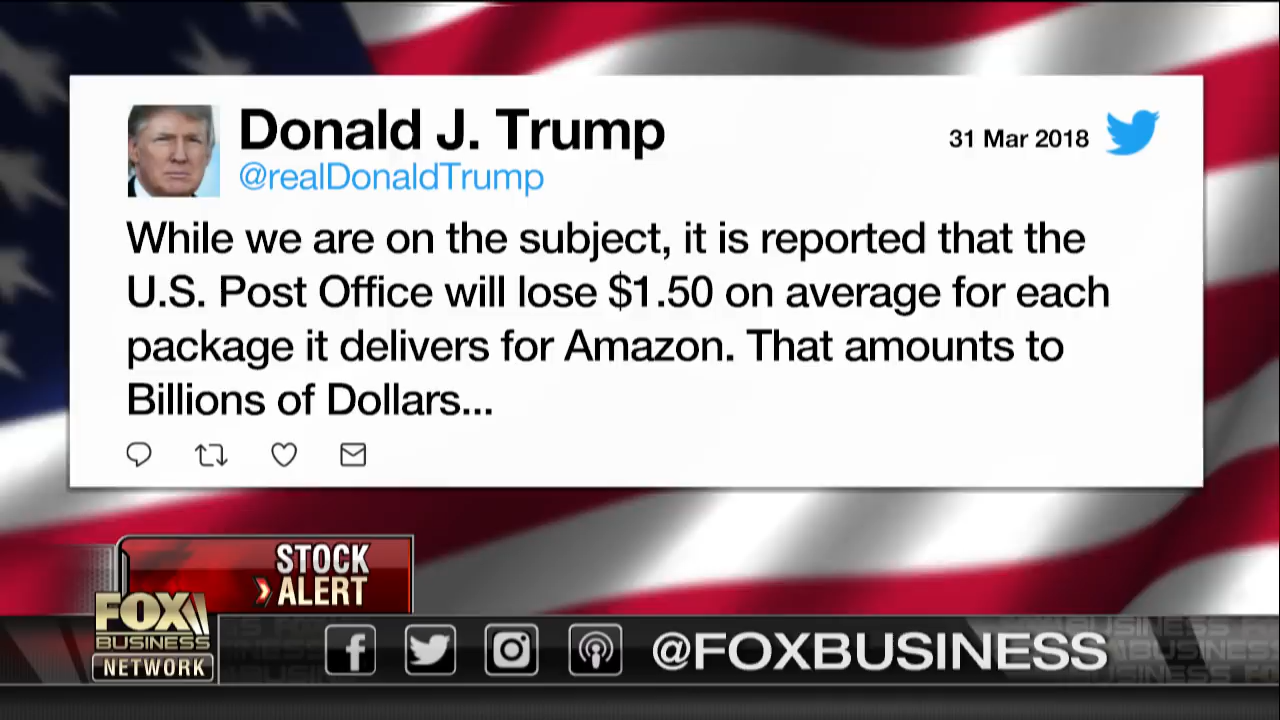 Donald J. Trump
@realDonaldTrump
31 Mar 2018
While we are on the subject, it is reported that the
U.S. Post Office will lose $1.50 on average for each
package it delivers for Amazon. That amounts to
Billions of Dollars...
STOCK
ALERT
FOX
BUSINESS
NETWORK
@FOXBUSINESS